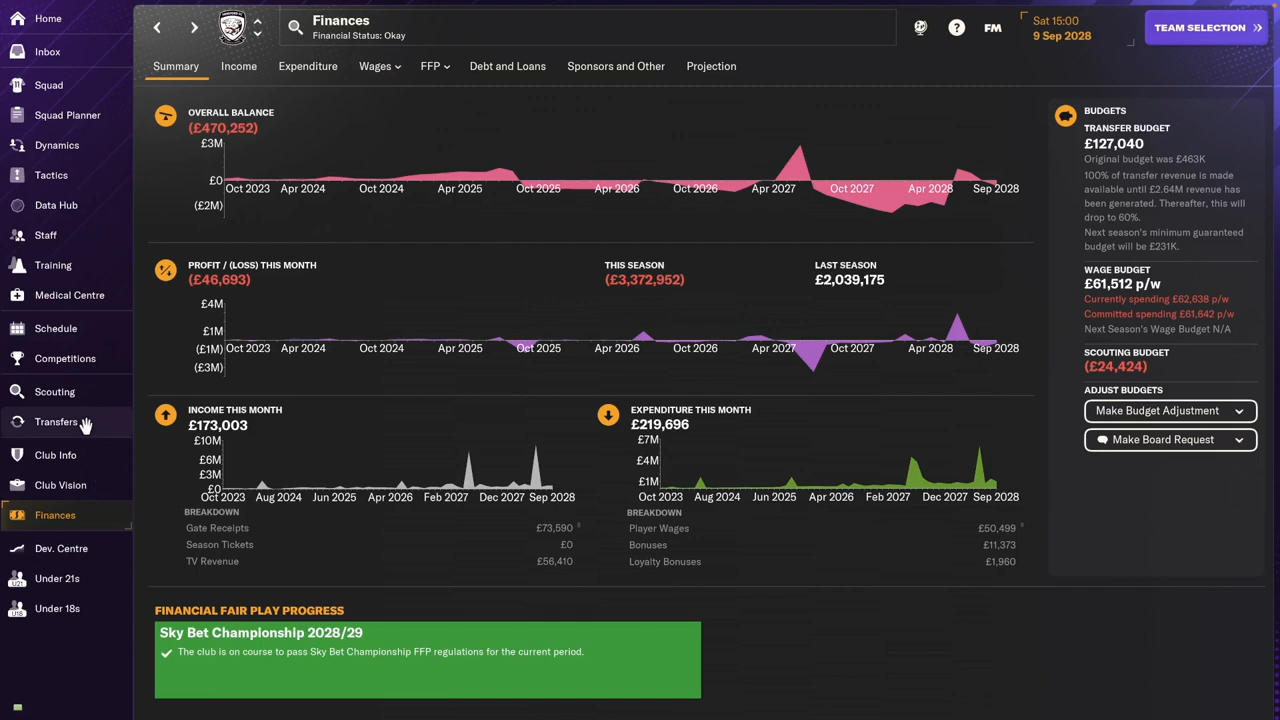 Home
Inbox
Squad
Squad Planner
Dynamics
Tactics
Data Hub
Staff
Training
Medical Centre
Schedule
Competitions
Scouting
Transfers
Club Info
Club Vision
Finances
Dev. Centre
U21
Under 21s
U18
Under 18s
Finances
Financial Status: Okay
?
FM
Sat 15:00
9 Sep 2028
TEAM SELECTION
Summary Income Expenditure Wages FFP Debt and Loans Sponsors and Other Projection
OVERALL BALANCE
(£470,252)
£3M
£0
(£2M)
Oct 2023 Apr 2024 Oct 2024 Apr 2025 Oct 2025 Apr 2026 Oct 2026 Apr 2027 Oct 2027 Apr 2028 Sep 2028
PROFIT / (LOSS) THIS MONTH
(£46,693)
THIS SEASON
(£3,372,952)
LAST SEASON
£2,039,175
£4M
£1M
(£1M)
(£3M)
Oct 2023 Apr 2024 Oct 2024 Apr 2025 Oct 2025 Apr 2026 Oct 2026 Apr 2027 Oct 2027 Apr 2028 Sep 2028
INCOME THIS MONTH
£173,003
£10M
£6M
£3M
£0
Oct 2023 Aug 2024 Jun 2025 Apr 2026 Feb 2027 Dec 2027 Sep 2028
BREAKDOWN
Gate Receipts £73,590
Season Tickets £0
TV Revenue £56,410
EXPENDITURE THIS MONTH
£219,696
£7M
£4M
£1M
Oct 2023 Aug 2024 Jun 2025 Apr 2026 Feb 2027 Dec 2027 Sep 2028
BREAKDOWN
Player Wages £50,499
Bonuses £11,373
Loyalty Bonuses £1,960
FINANCIAL FAIR PLAY PROGRESS
Sky Bet Championship 2028/29
The club is on course to pass Sky Bet Championship FFP regulations for the current period.
BUDGETS
TRANSFER BUDGET
£127,040
Original budget was £463K
100% of transfer revenue is made
available until £2.64M revenue has
been generated. Thereafter, this will
drop to 60%.
Next season's minimum guaranteed
budget will be £231K.
WAGE BUDGET
£61,512 p/w
Currently spending £62,638 p/w
Committed spending £61,642 p/w
Next Season's Wage Budget N/A
SCOUTING BUDGET
(£24,424)
ADJUST BUDGETS
Make Budget Adjustment
Make Board Request